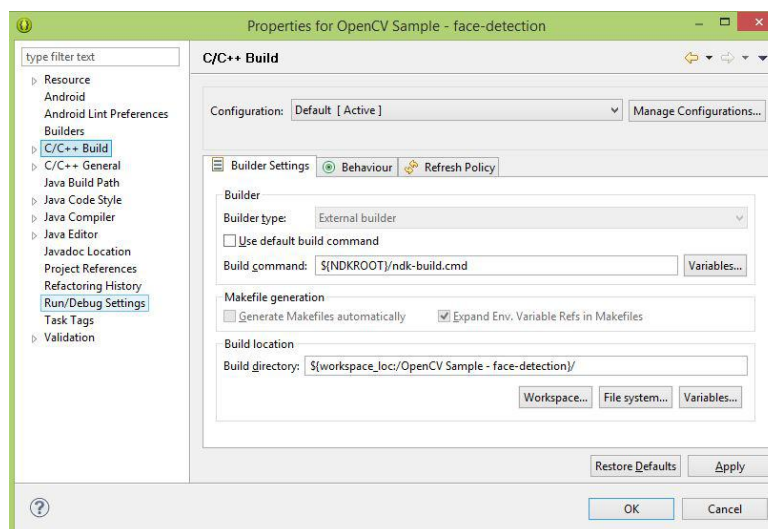 Properties for OpenCV Sample - face-detection
type filter text
Resource
Android
Android Lint Preferences
Builders
C/C++ Build
C/C++ General
Java Build Path
Java Code Style
Java Compiler
Java Editor
Javadoc Location
Project References
Refactoring History
Run/Debug Settings
Task Tags
Validation
C/C++ Build
Configuration: Default [ Active ] Manage Configurations...
Builder Settings Behaviour Refresh Policy
Builder
Builder type: External builder
Use default build command
Build command: ${NDKROOT}/ndk-build.cmd Variables...
Makefile generation
Generate Makefiles automatically Expand Env. Variable Refs in Makefiles
Build location
Build directory: ${workspace_loc:/OpenCV Sample - face-detection}/
Workspace... File system... Variables...
Restore Defaults Apply
? OK Cancel